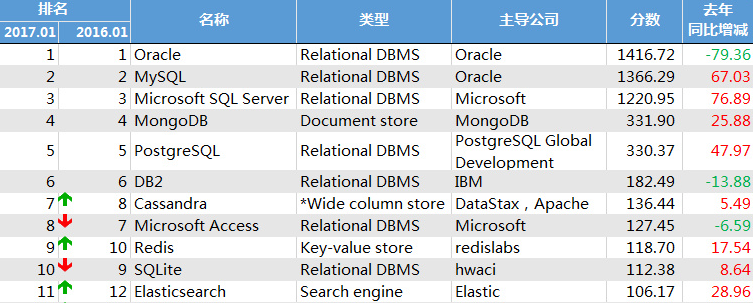 排名 名称 类型 主导公司 分数 去年
同比增减
2017.01 2016.01
1 1 Oracle Relational DBMS Oracle 1416.72 -79.36
2 2 MySQL Relational DBMS Oracle 1366.29 67.03
3 3 Microsoft SQL Server Relational DBMS Microsoft 1220.95 76.89
4 4 MongoDB Document store MongoDB 331.90 25.88
5 5 PostgreSQL Relational DBMS PostgreSQL Global
Development 330.37 47.97
6 6 DB2 Relational DBMS IBM 182.49 -13.88
7 8 Cassandra *Wide column store DataStax，Apache 136.44 5.49
8 7 Microsoft Access Relational DBMS Microsoft 127.45 -6.59
9 10 Redis Key-value store redislabs 118.70 17.54
10 9 SQLite Relational DBMS hwaci 112.38 8.64
11 12 Elasticsearch Search engine Elastic 106.17 28.96